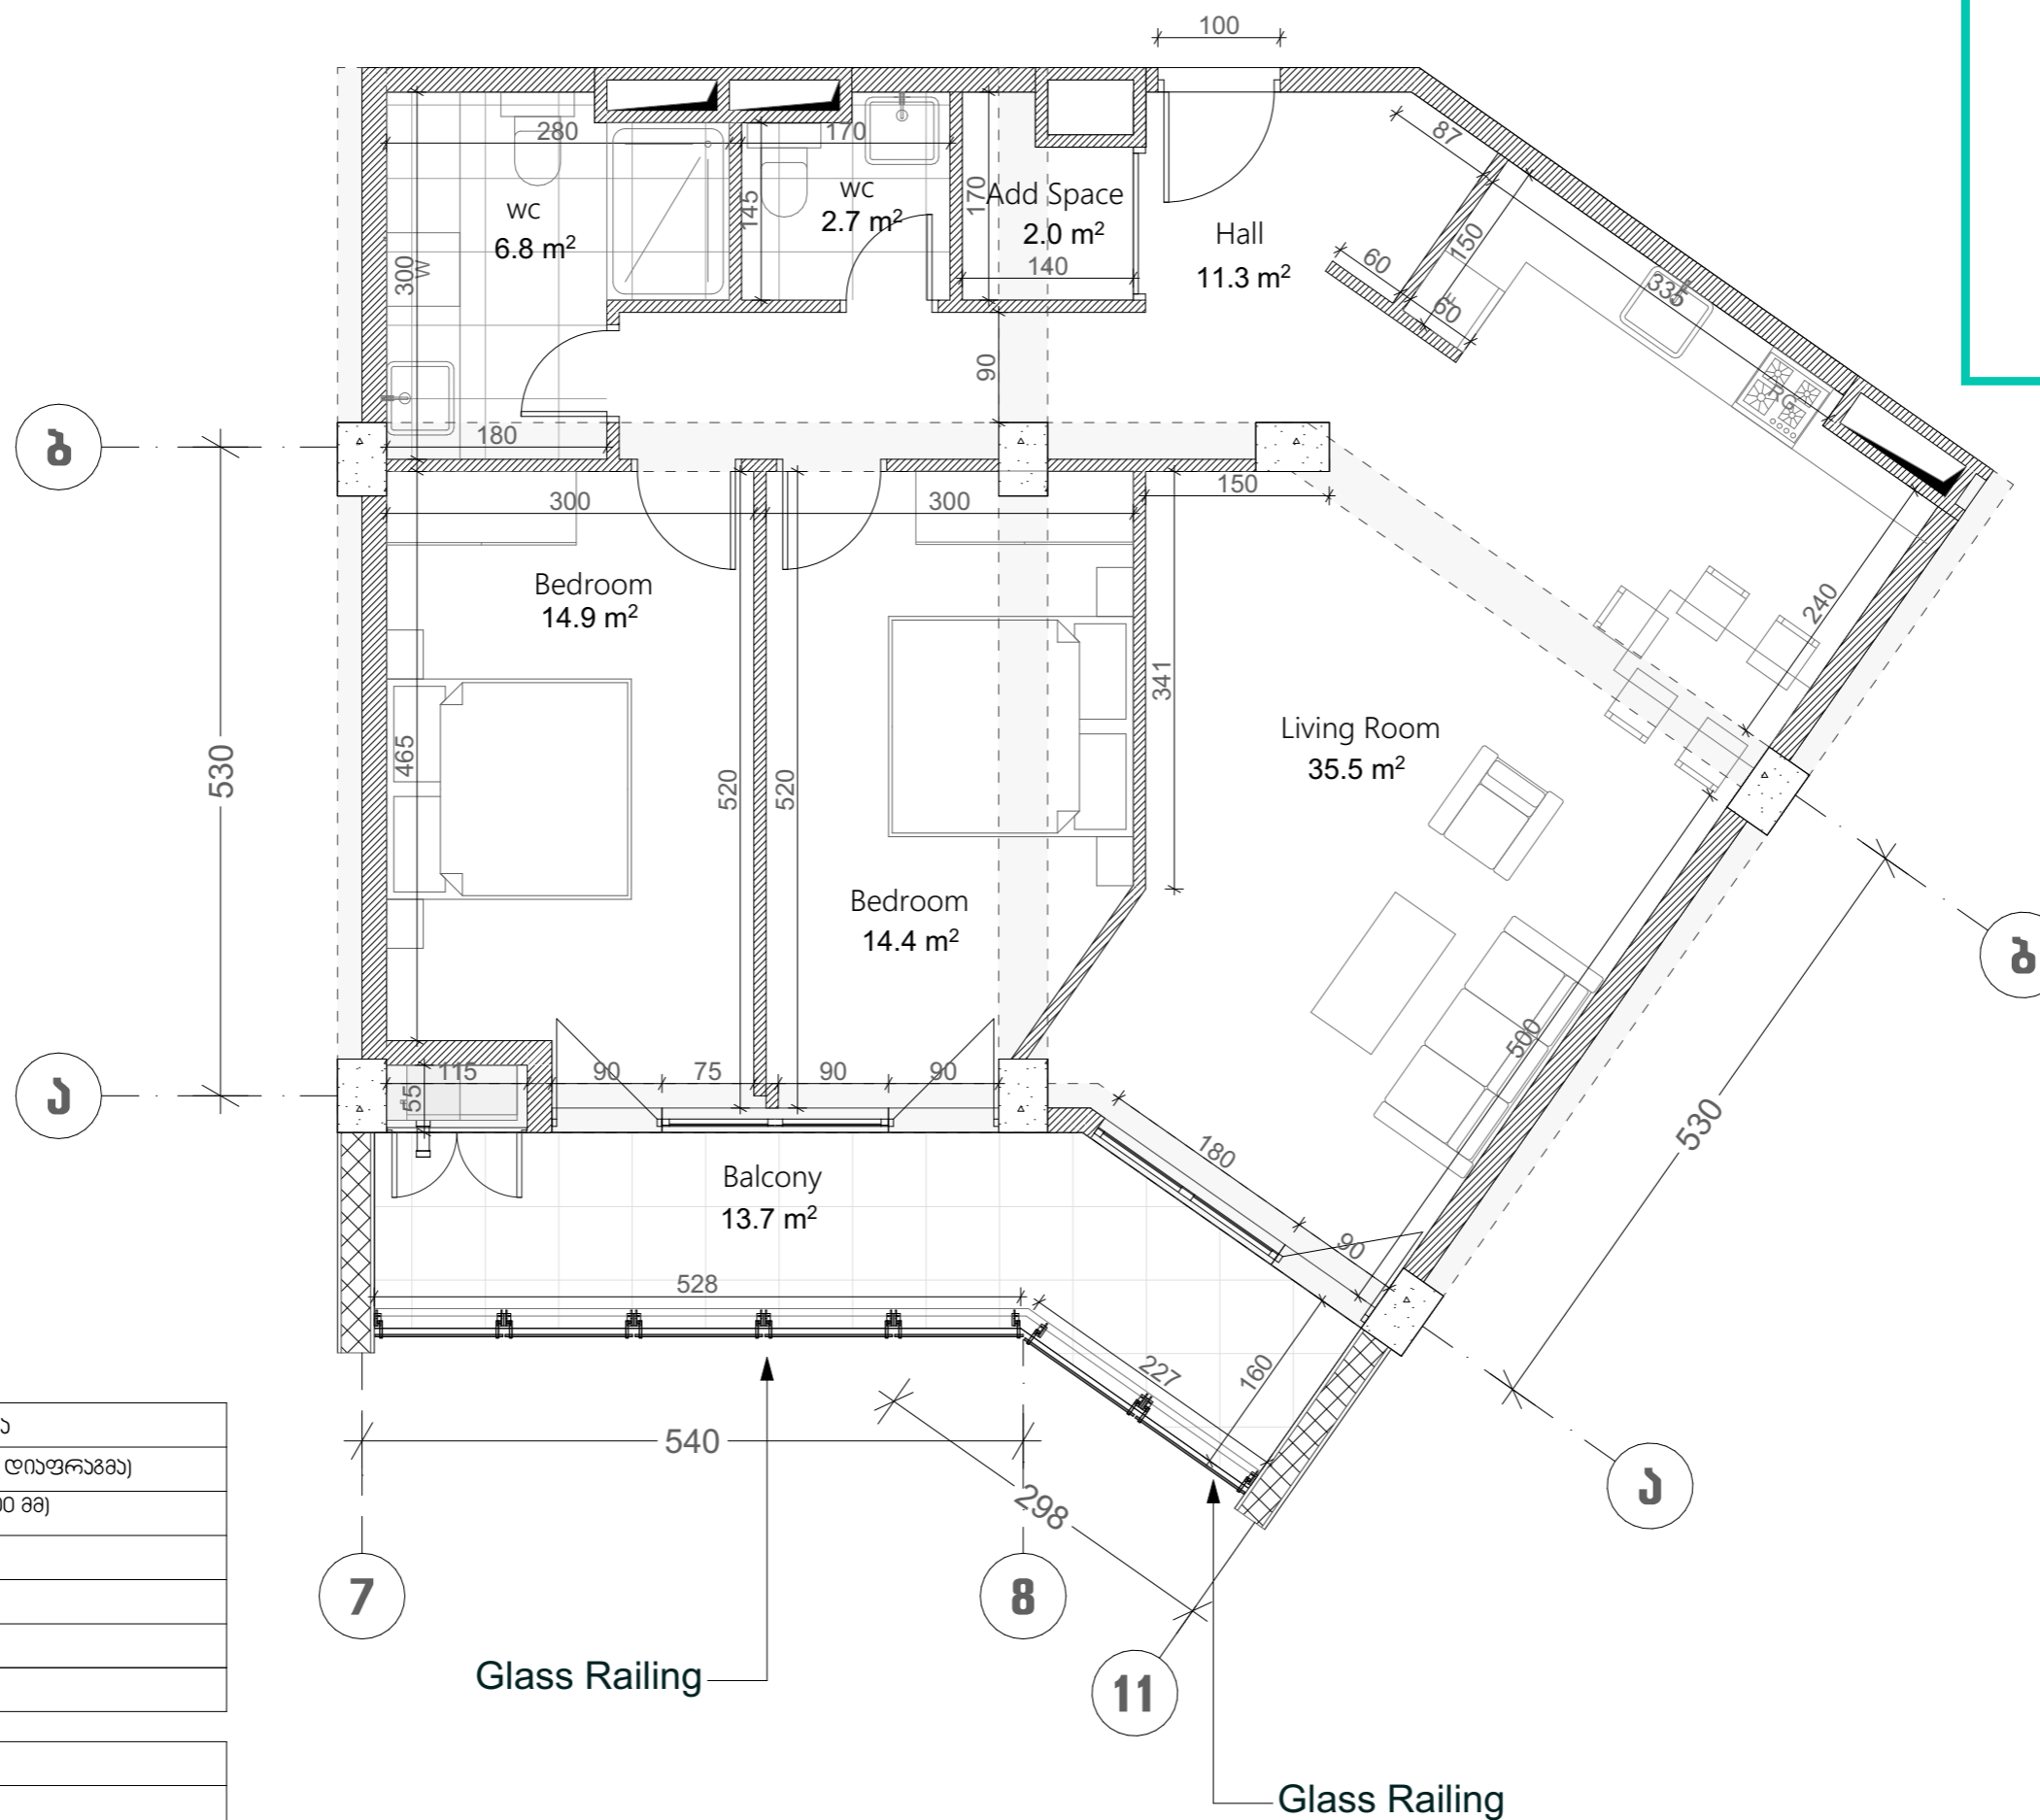 100
87
280
170
WC
6.8 m²
145
WC
2.7 m²
170
Add Space
2.0 m²
140
Hall
11.3 m²
60
150
60
F
335
RG
300
W
90
ბ
180
530
300
300
150
Bedroom
14.9 m²
240
341
465
520
520
Living Room
35.5 m²
Bedroom
14.4 m²
ბ
500
530
ა
55
115
90
75
90
90
180
90
Balcony
13.7 m²
528
227
160
540
298
ა
დიაფრაგმა)
00 მმ)
7
8
11
Glass Railing
Glass Railing